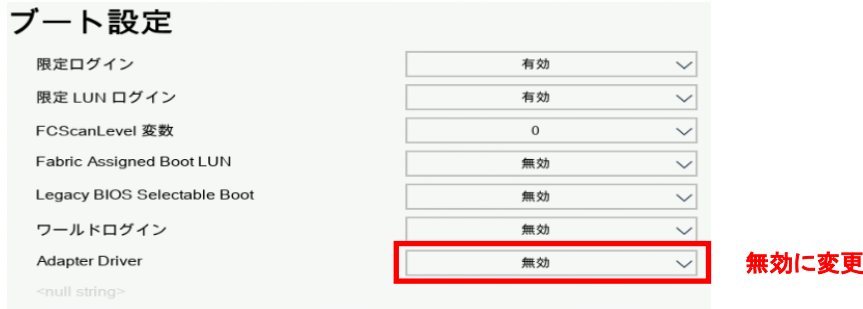 ブート設定
限定ログイン 有効
限定 LUN ログイン 有効
FCScanLevel 変数 0
Fabric Assigned Boot LUN 無効
Legacy BIOS Selectable Boot 無効
ワールドログイン 無効
Adapter Driver 無効 無効に変更
<null string>